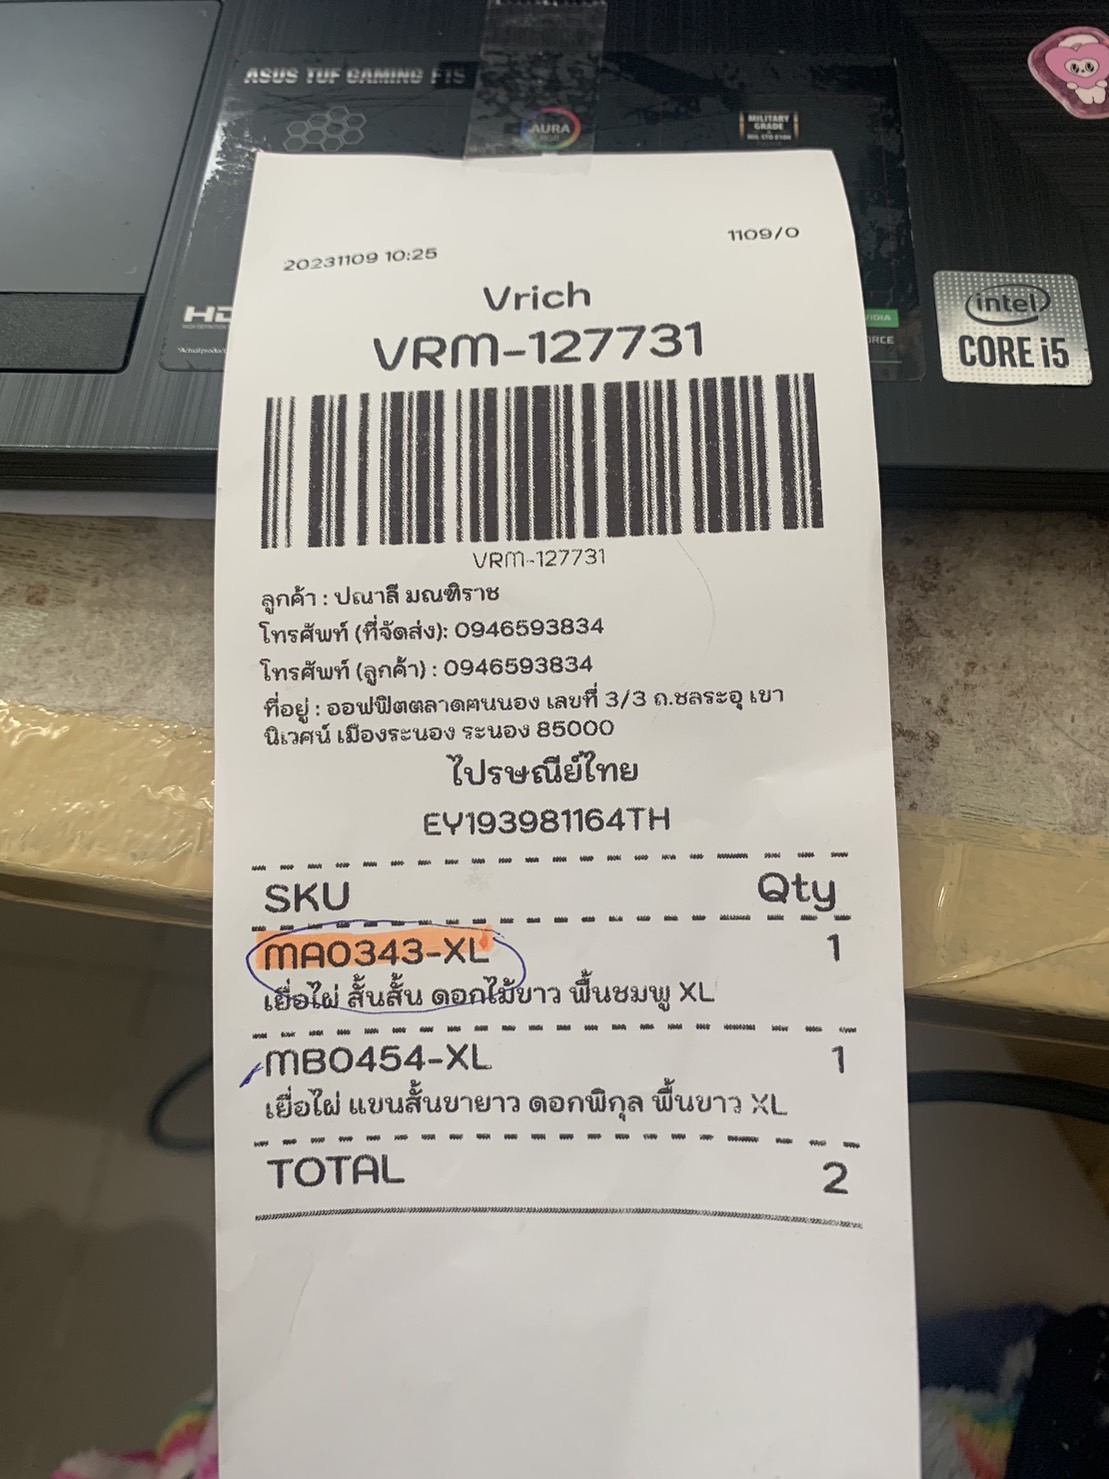 ASUS TUF GAMING F15
AURA
MILITARY
GRADE
20231109 10:25
1109/0
Vrich
VRM-127731
intel
CORE i5
VRM-127731
ลูกค้า : ปณาลี มณฑิราช
โทรศัพท์ (ที่จัดส่ง): 0946593834
โทรศัพท์ (ลูกค้า) : 0946593834
ที่อยู่ : ออฟฟิตตลาดฅนนอง เลขที่ 3/3 ถ.ชลระอุ เขา
นิเวศน์ เมืองระนอง ระนอง 85000
ไปรษณีย์ไทย
EY193981164TH
SKU Qty
MA0343-XL 1
เยื่อไผ่ สั้นสั้น ดอกไม้ขาว พื้นชมพู XL
MB0454-XL 1
เยื่อไผ่ แขนสั้นขายาว ดอกพิกุล พื้นขาว XL
TOTAL 2